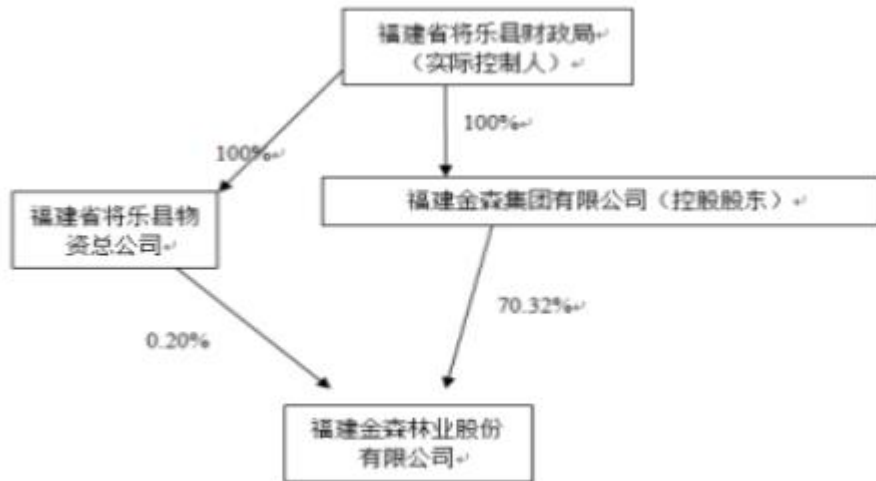 福建省将乐县财政局↵
（实际控制人）↵
100%↵
100%↵
福建省将乐县物
资总公司↵
福建金森集团有限公司（控股股东）↵
70.32%↵
0.20%
福建金森林业股份
有限公司↵